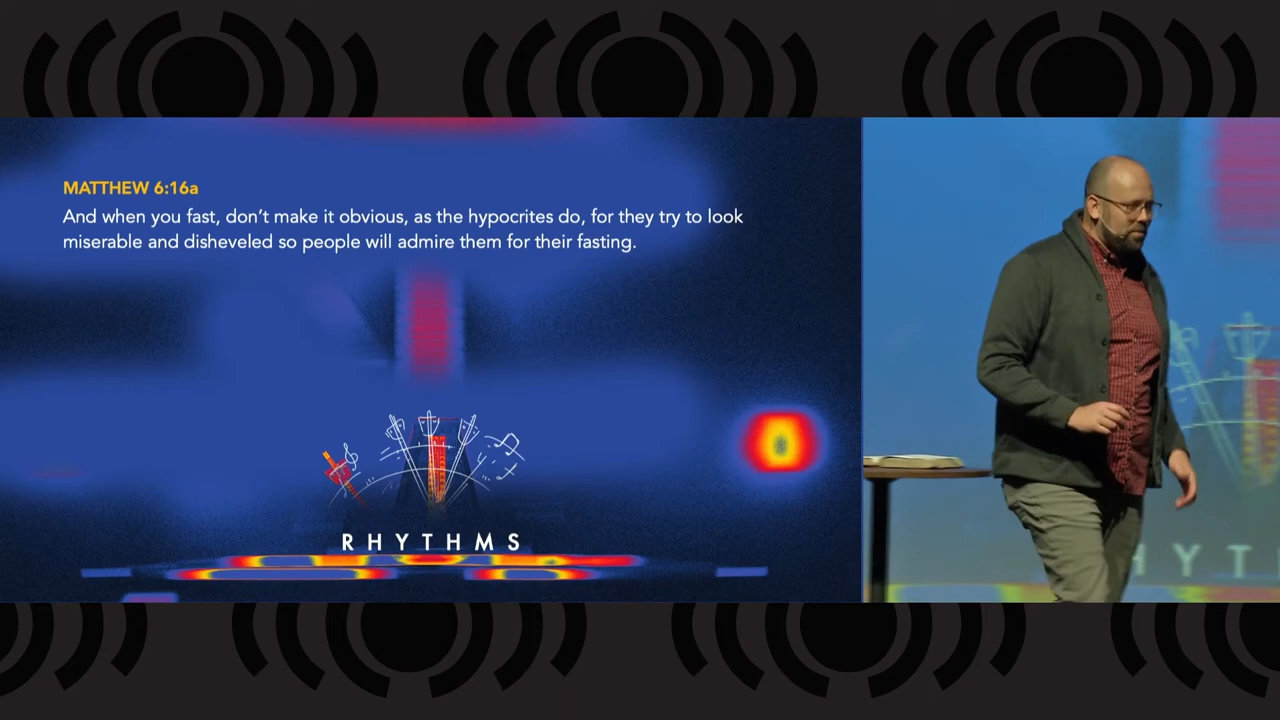 MATTHEW 6:16a
And when you fast, don't make it obvious, as the hypocrites do, for they try to look
miserable and disheveled so people will admire them for their fasting.
RHYTHMS
HYT